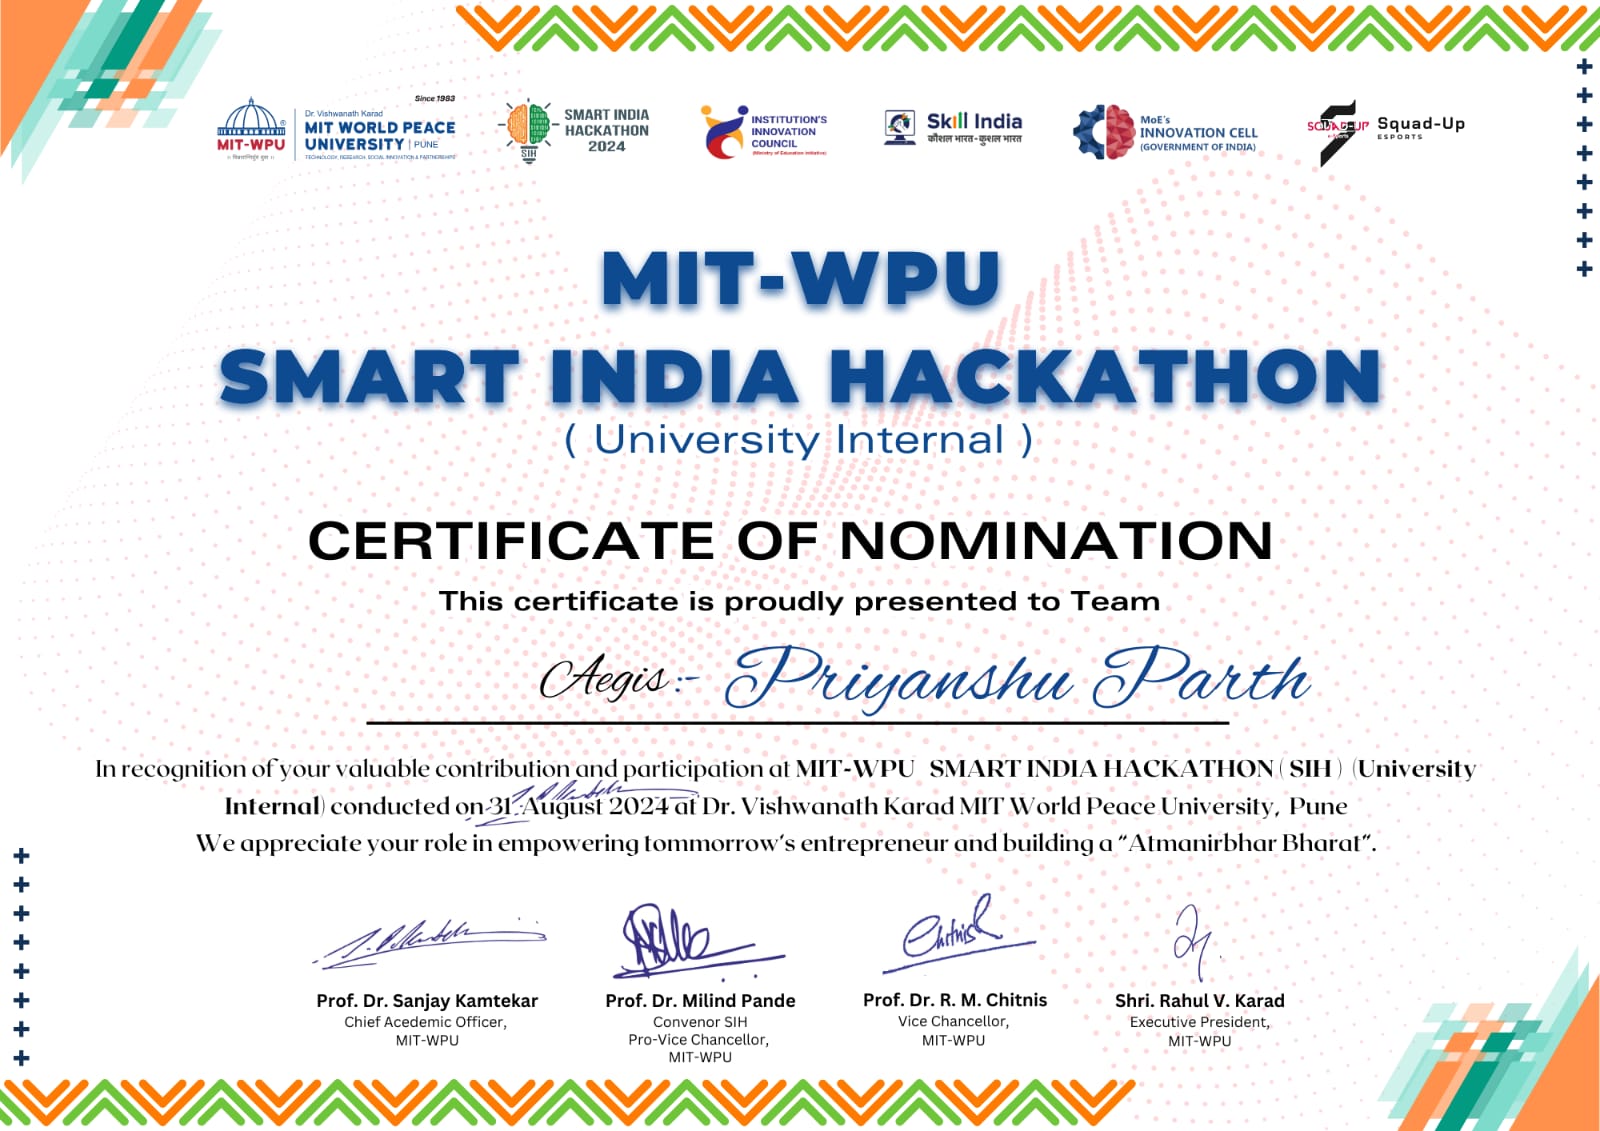 Since 1983
Dr. Vishwanath Karad
MIT WORLD PEACE
UNIVERSITY | PUNE
TECHNOLOGY, RESEARCH, SOCIAL INNOVATION & PARTNERSHIPS
MIT-WPU
®
SMART INDIA
HACKATHON
2024
SIH
INSTITUTION'S
INNOVATION
COUNCIL
(Ministry of Education Initiative)
Skill India
कौशल भारत-कुशल भारत
MoE's
INNOVATION CELL
(GOVERNMENT OF INDIA)
SQUAD-UP
Squad-Up
ESPORTS
MIT-WPU
SMART INDIA HACKATHON
( University Internal )
CERTIFICATE OF NOMINATION
This certificate is proudly presented to Team
Aegis :- Priyanshu Parth
In recognition of your valuable contribution and participation at MIT-WPU SMART INDIA HACKATHON ( SIH ) (University
Internal) conducted on 31 August 2024 at Dr. Vishwanath Karad MIT World Peace University, Pune
We appreciate your role in empowering tommorrow's entrepreneur and building a "Atmanirbhar Bharat".
Chitnis
Prof. Dr. Sanjay Kamtekar
Chief Acedemic Officer,
MIT-WPU
Prof. Dr. Milind Pande
Convenor SIH
Pro-Vice Chancellor,
MIT-WPU
Prof. Dr. R. M. Chitnis
Vice Chancellor,
MIT-WPU
Shri. Rahul V. Karad
Executive President,
MIT-WPU